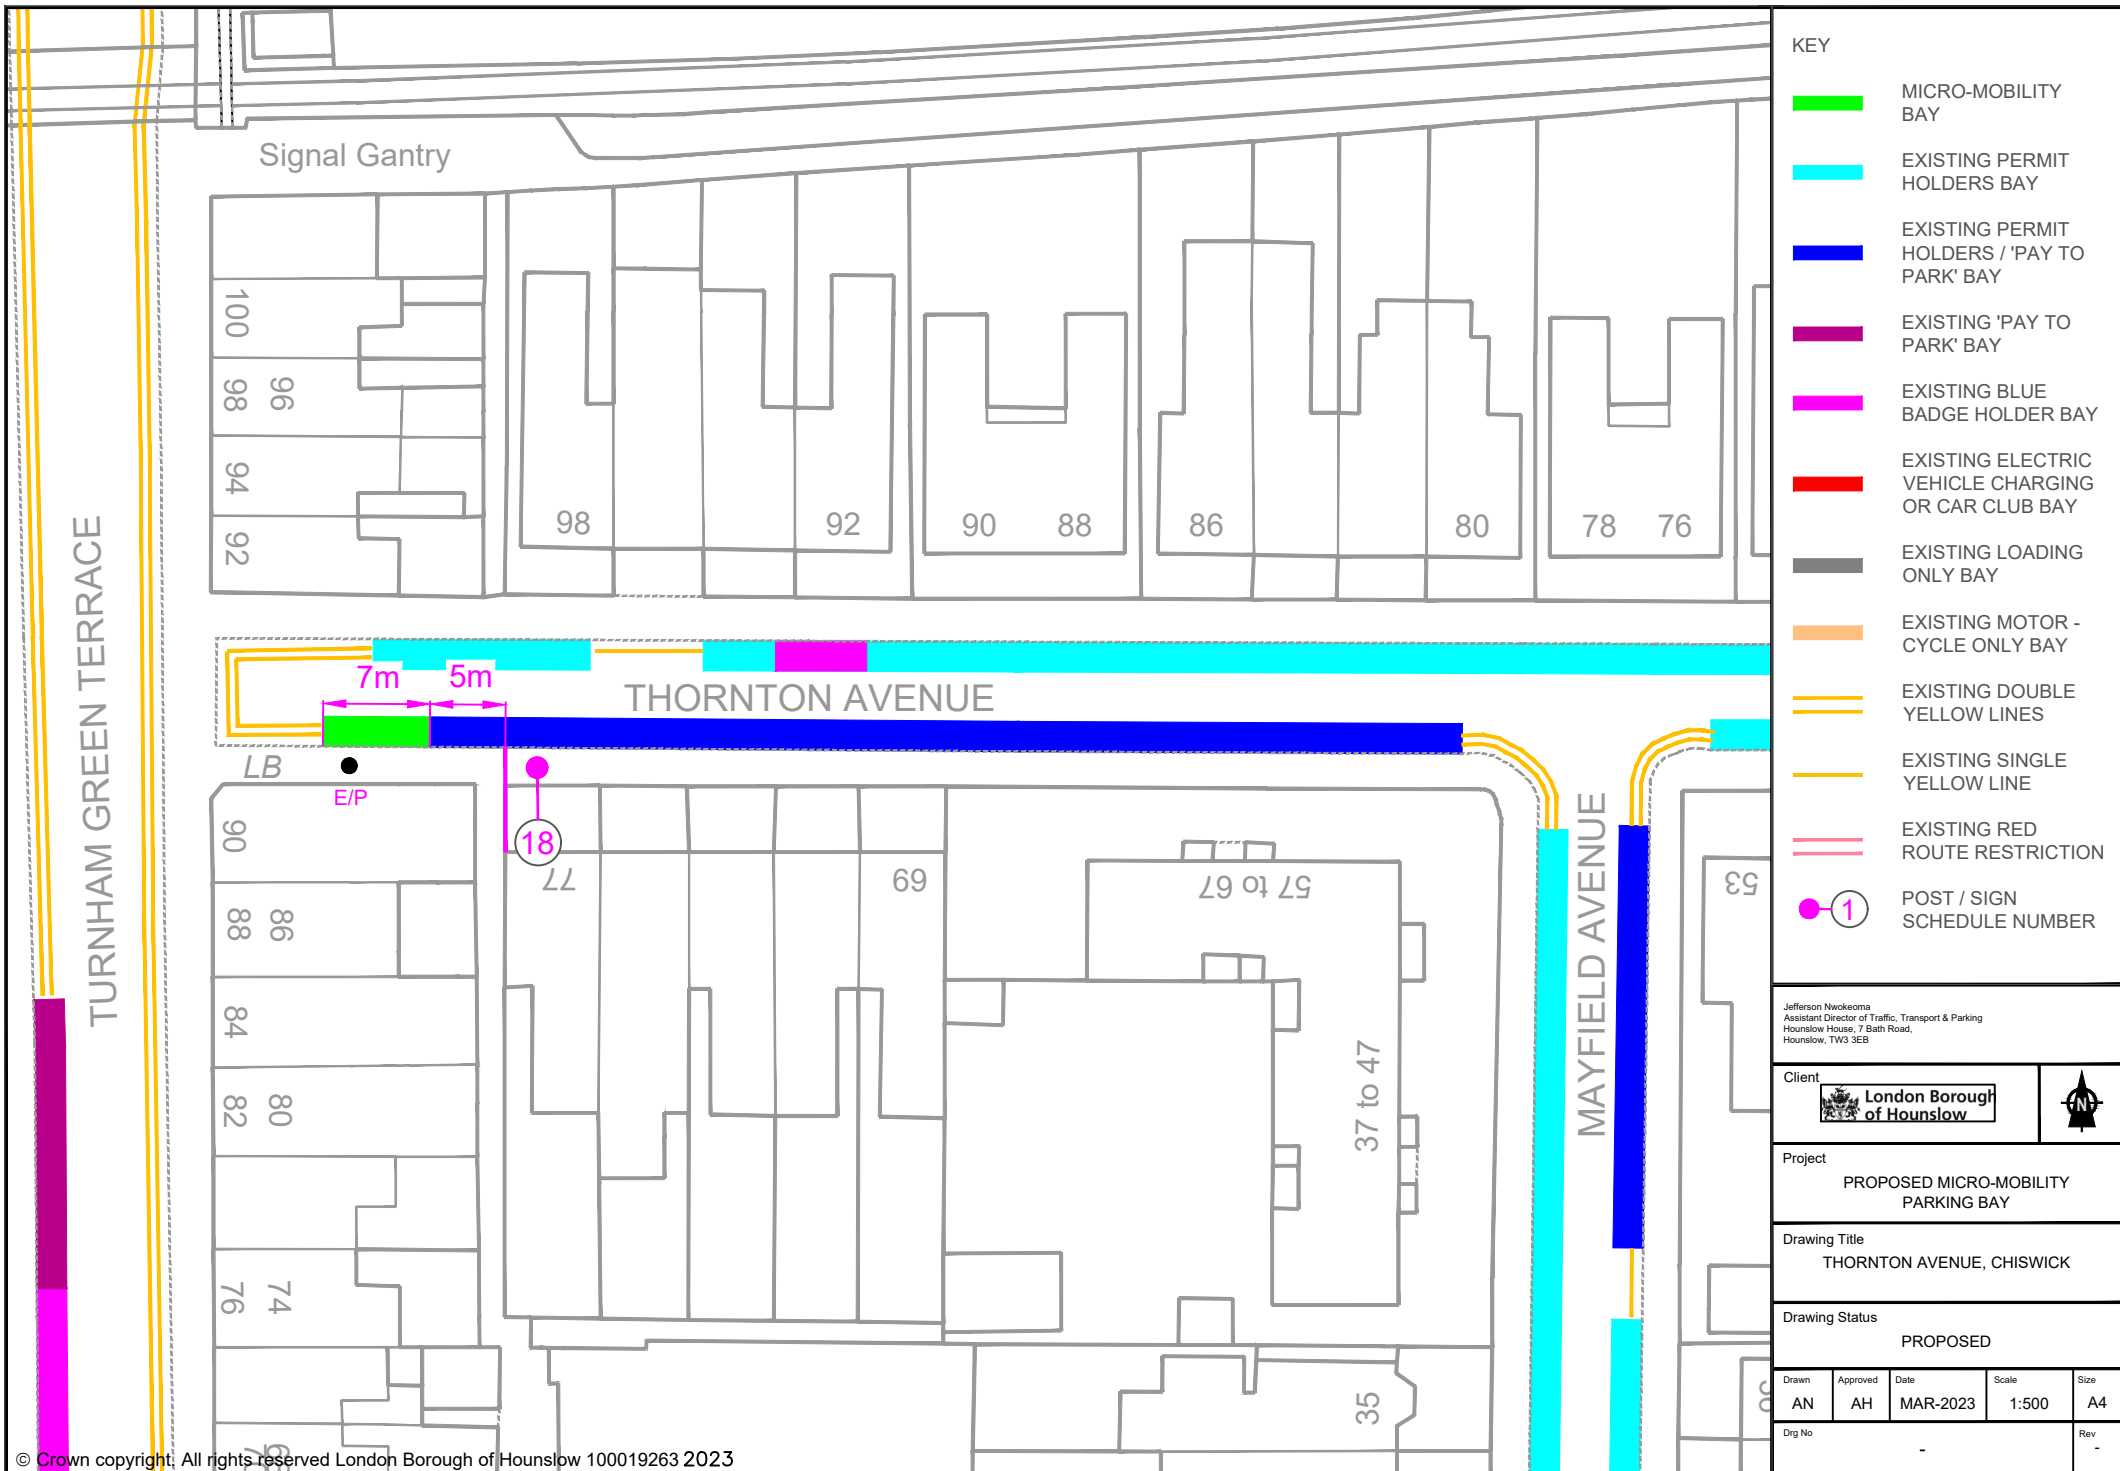 Signal Gantry
100
98
96
94
92
98
92
90
88
86
80
78
76
TURNHAM GREEN TERRACE
7m
5m
THORNTON AVENUE
LB
E/P
18
90
88
86
84
82
80
76
74
77
69
57 to 67
37 to 47
35
53
MAYFIELD AVENUE
© Crown copyright. All rights reserved London Borough of Hounslow 100019263 2023
KEY
MICRO-MOBILITY
BAY
EXISTING PERMIT
HOLDERS BAY
EXISTING PERMIT
HOLDERS / 'PAY TO
PARK' BAY
EXISTING 'PAY TO
PARK' BAY
EXISTING BLUE
BADGE HOLDER BAY
EXISTING ELECTRIC
VEHICLE CHARGING
OR CAR CLUB BAY
EXISTING LOADING
ONLY BAY
EXISTING MOTOR -
CYCLE ONLY BAY
EXISTING DOUBLE
YELLOW LINES
EXISTING SINGLE
YELLOW LINE
EXISTING RED
ROUTE RESTRICTION
1
POST / SIGN
SCHEDULE NUMBER
Jefferson Nwokeoma
Assistant Director of Traffic, Transport & Parking
Hounslow House, 7 Bath Road,
Hounslow, TW3 3EB
Client
London Borough
of Hounslow
N
Project
PROPOSED MICRO-MOBILITY
PARKING BAY
Drawing Title
THORNTON AVENUE, CHISWICK
Drawing Status
PROPOSED
Drawn
AN
Approved
AH
Date
MAR-2023
Scale
1:500
Size
A4
Drg No
-
Rev
-